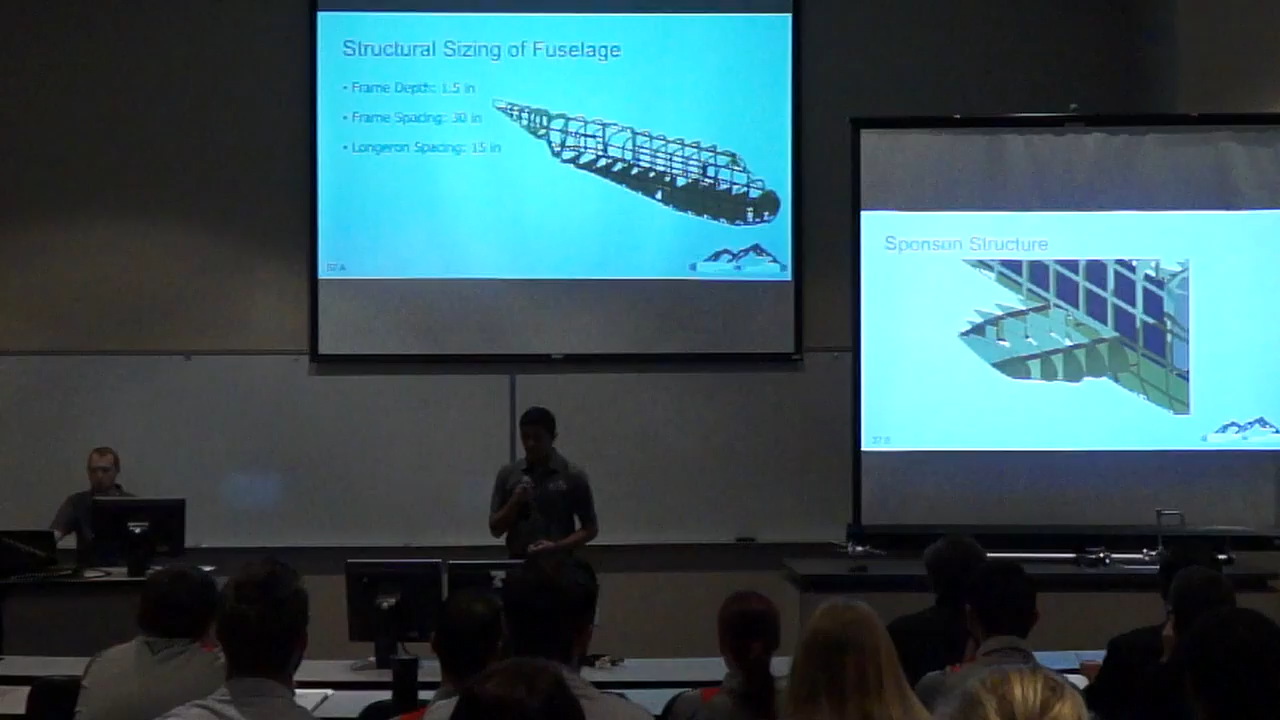 Structural Sizing of Fuselage
• Frame Depth: 1.5 in
• Frame Spacing: 30 in
• Longeron Spacing: 15 in
Sponson Structure